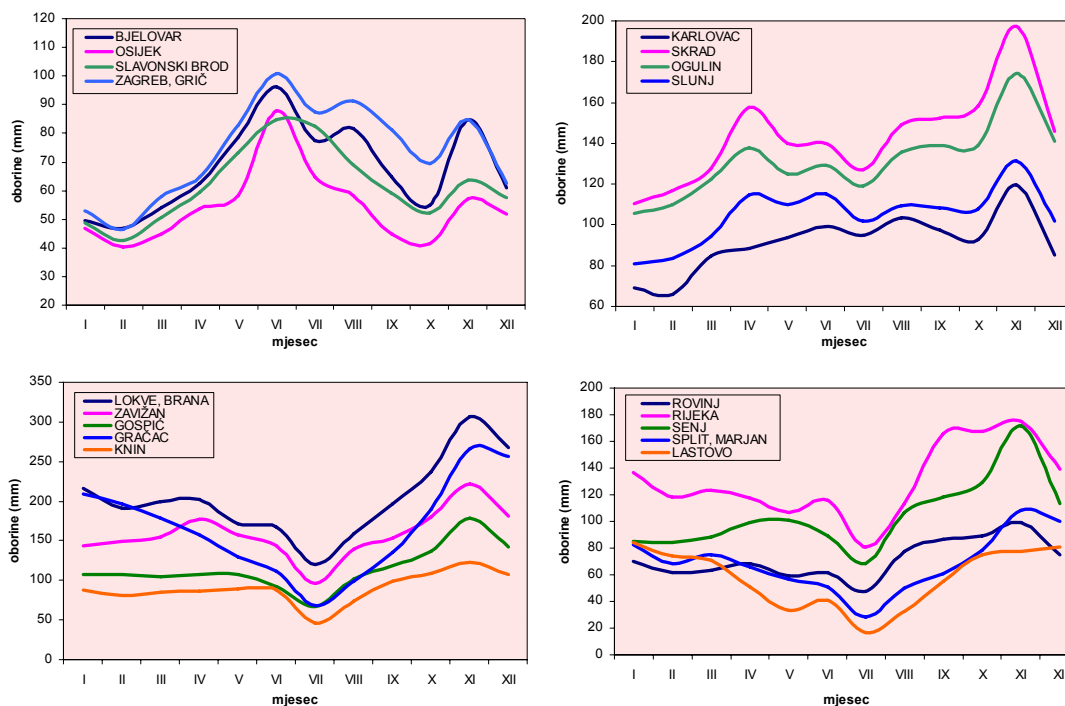 120
110
100
90
80
70
60
50
40
30
20
oborine (mm)
BJELOVAR
OSIJEK
SLAVONSKI BROD
ZAGREB, GRIČ
I II III IV V VI VII VIII IX X XI XII
mjesec
200
180
160
140
120
100
80
60
oborine (mm)
KARLOVAC
SKRAD
OGULIN
SLUNJ
I II III IV V VI VII VIII IX X XI XII
mjesec
350
300
250
200
150
100
50
0
oborine (mm)
LOKVE, BRANA
ZAVIŽAN
GOSPIĆ
GRAČAC
KNIN
I II III IV V VI VII VIII IX X XI XII
mjesec
200
180
160
140
120
100
80
60
40
20
0
oborine (mm)
ROVINJ
RIJEKA
SENJ
SPLIT, MARJAN
LASTOVO
I II III IV V VI VII VIII IX X XI XI
mjesec